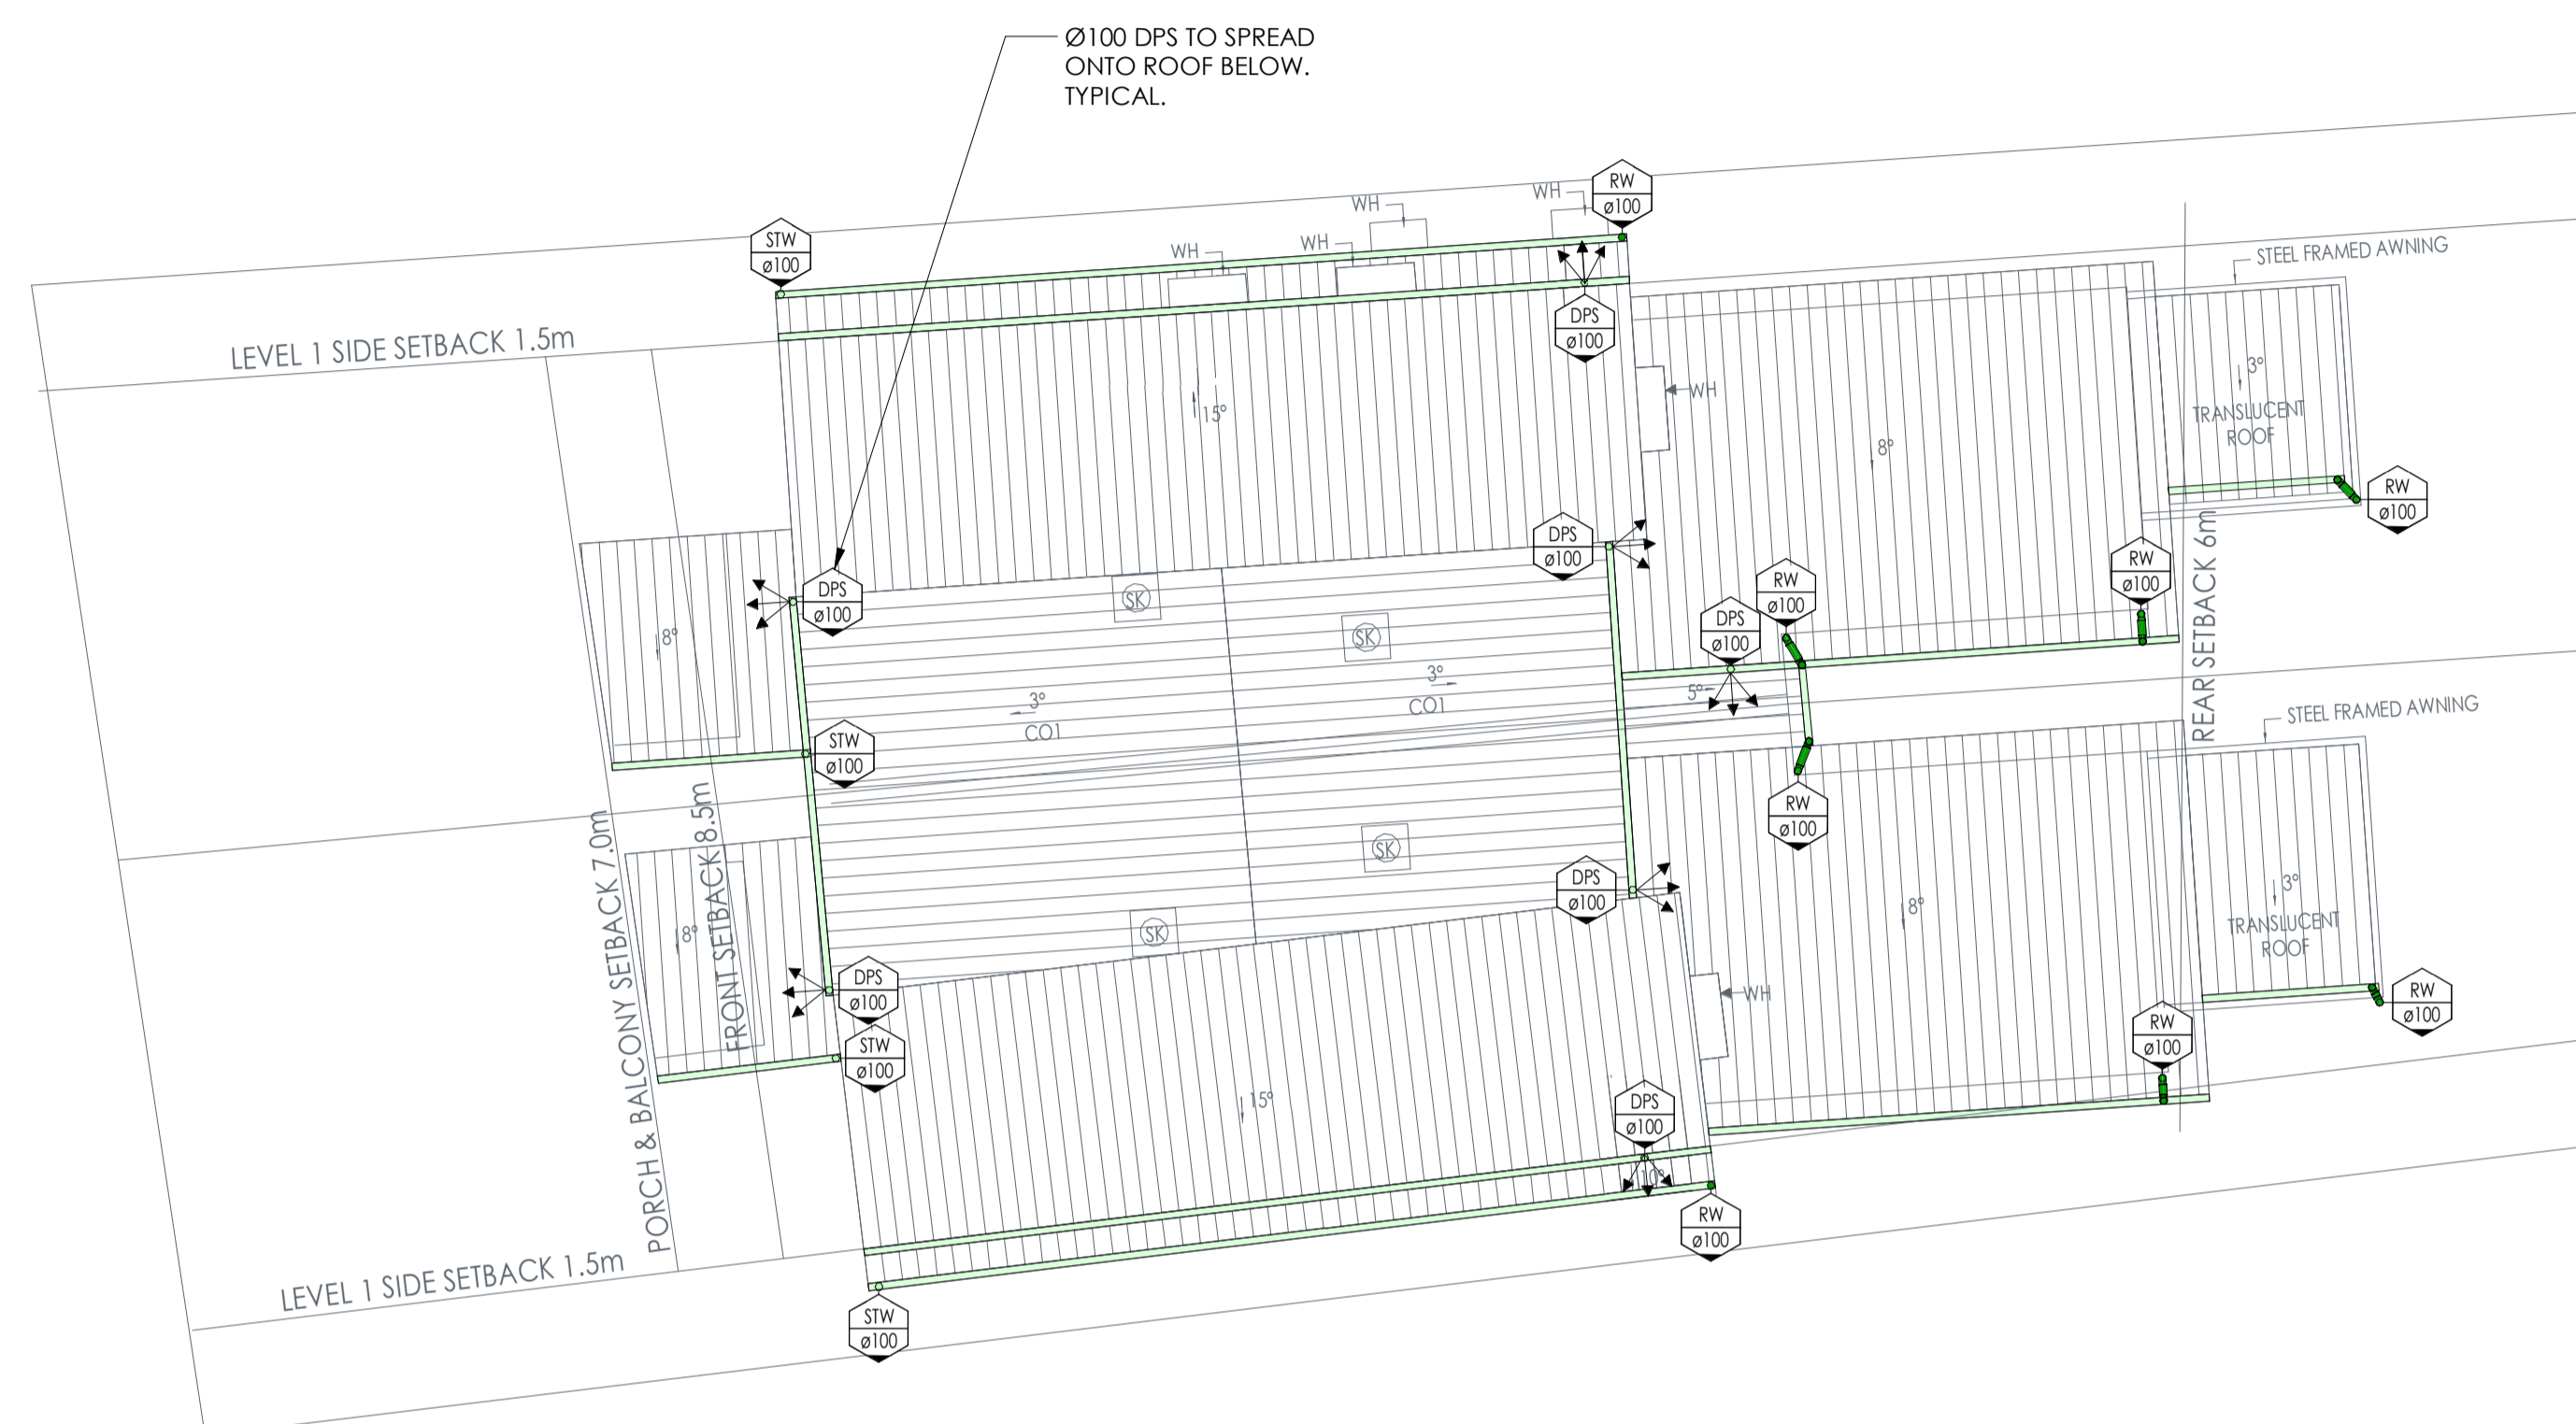 Ø100 DPS TO SPREAD
ONTO ROOF BELOW.
TYPICAL.
RW
ø100
WH
WH
STW
ø100
WH
WH
STEEL FRAMED AWNING
DPS
ø100
LEVEL 1 SIDE SETBACK 1.5m
3°
TRANSLUCENT
ROOF
WH
15°
8°
RW
ø100
DPS
ø100
RW
ø100
REAR SETBACK 6m
DPS
ø100
SK
RW
ø100
DPS
ø100
SK
8°
3°
CO1
3°
CO1
5°
STEEL FRAMED AWNING
STW
ø100
RW
ø100
PORCH & BALCONY SETBACK 7.0m
FRONT SETBACK 8.5m
SK
DPS
ø100
3°
TRANSLUCENT
ROOF
8°
8°
SK
DPS
ø100
WH
RW
ø100
RW
ø100
STW
ø100
15°
DPS
ø100
10°
RW
ø100
LEVEL 1 SIDE SETBACK 1.5m
STW
ø100